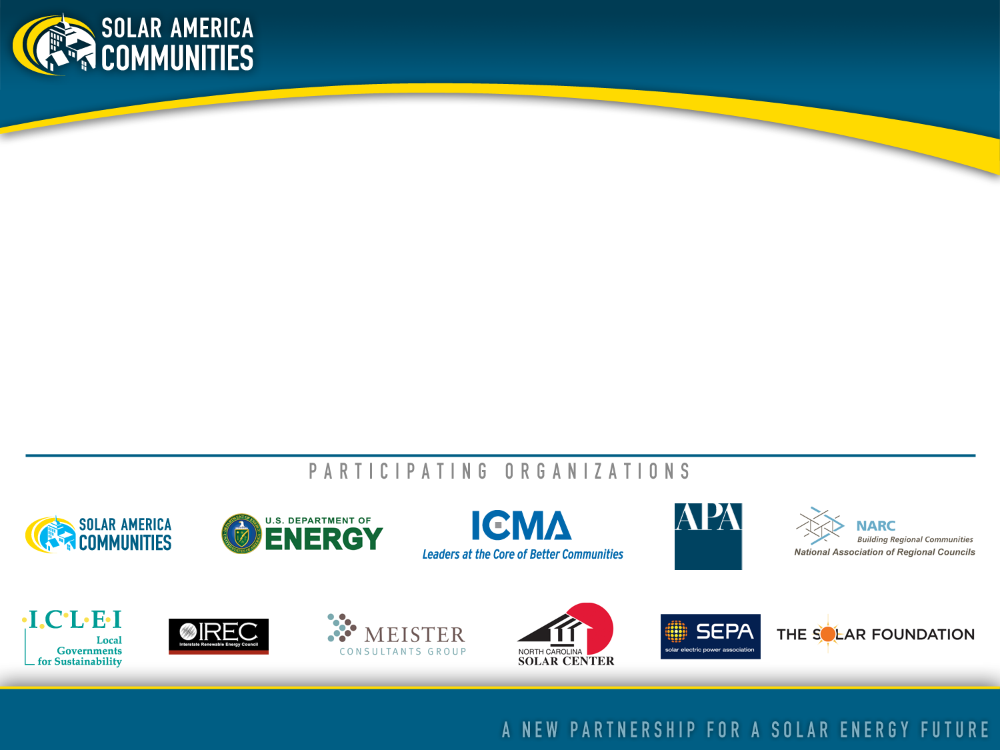 SOLAR AMERICA
COMMUNITIES
PARTICIPATING ORGANIZATIONS
SOLAR AMERICA
COMMUNITIES
U.S. DEPARTMENT OF
ENERGY
ICMA
Leaders at the Core of Better Communities
APA
NARC
Building Regional Communities
National Association of Regional Councils
I.C.L.E.I
Local
Governments
for Sustainability
IREC
Interstate Renewable Energy Council
MEISTER
CONSULTANTS GROUP
NORTH CAROLINA
SOLAR CENTER
SEPA
solar electric power association
THE SOLAR FOUNDATION
A NEW PARTNERSHIP FOR A SOLAR ENERGY FUTURE